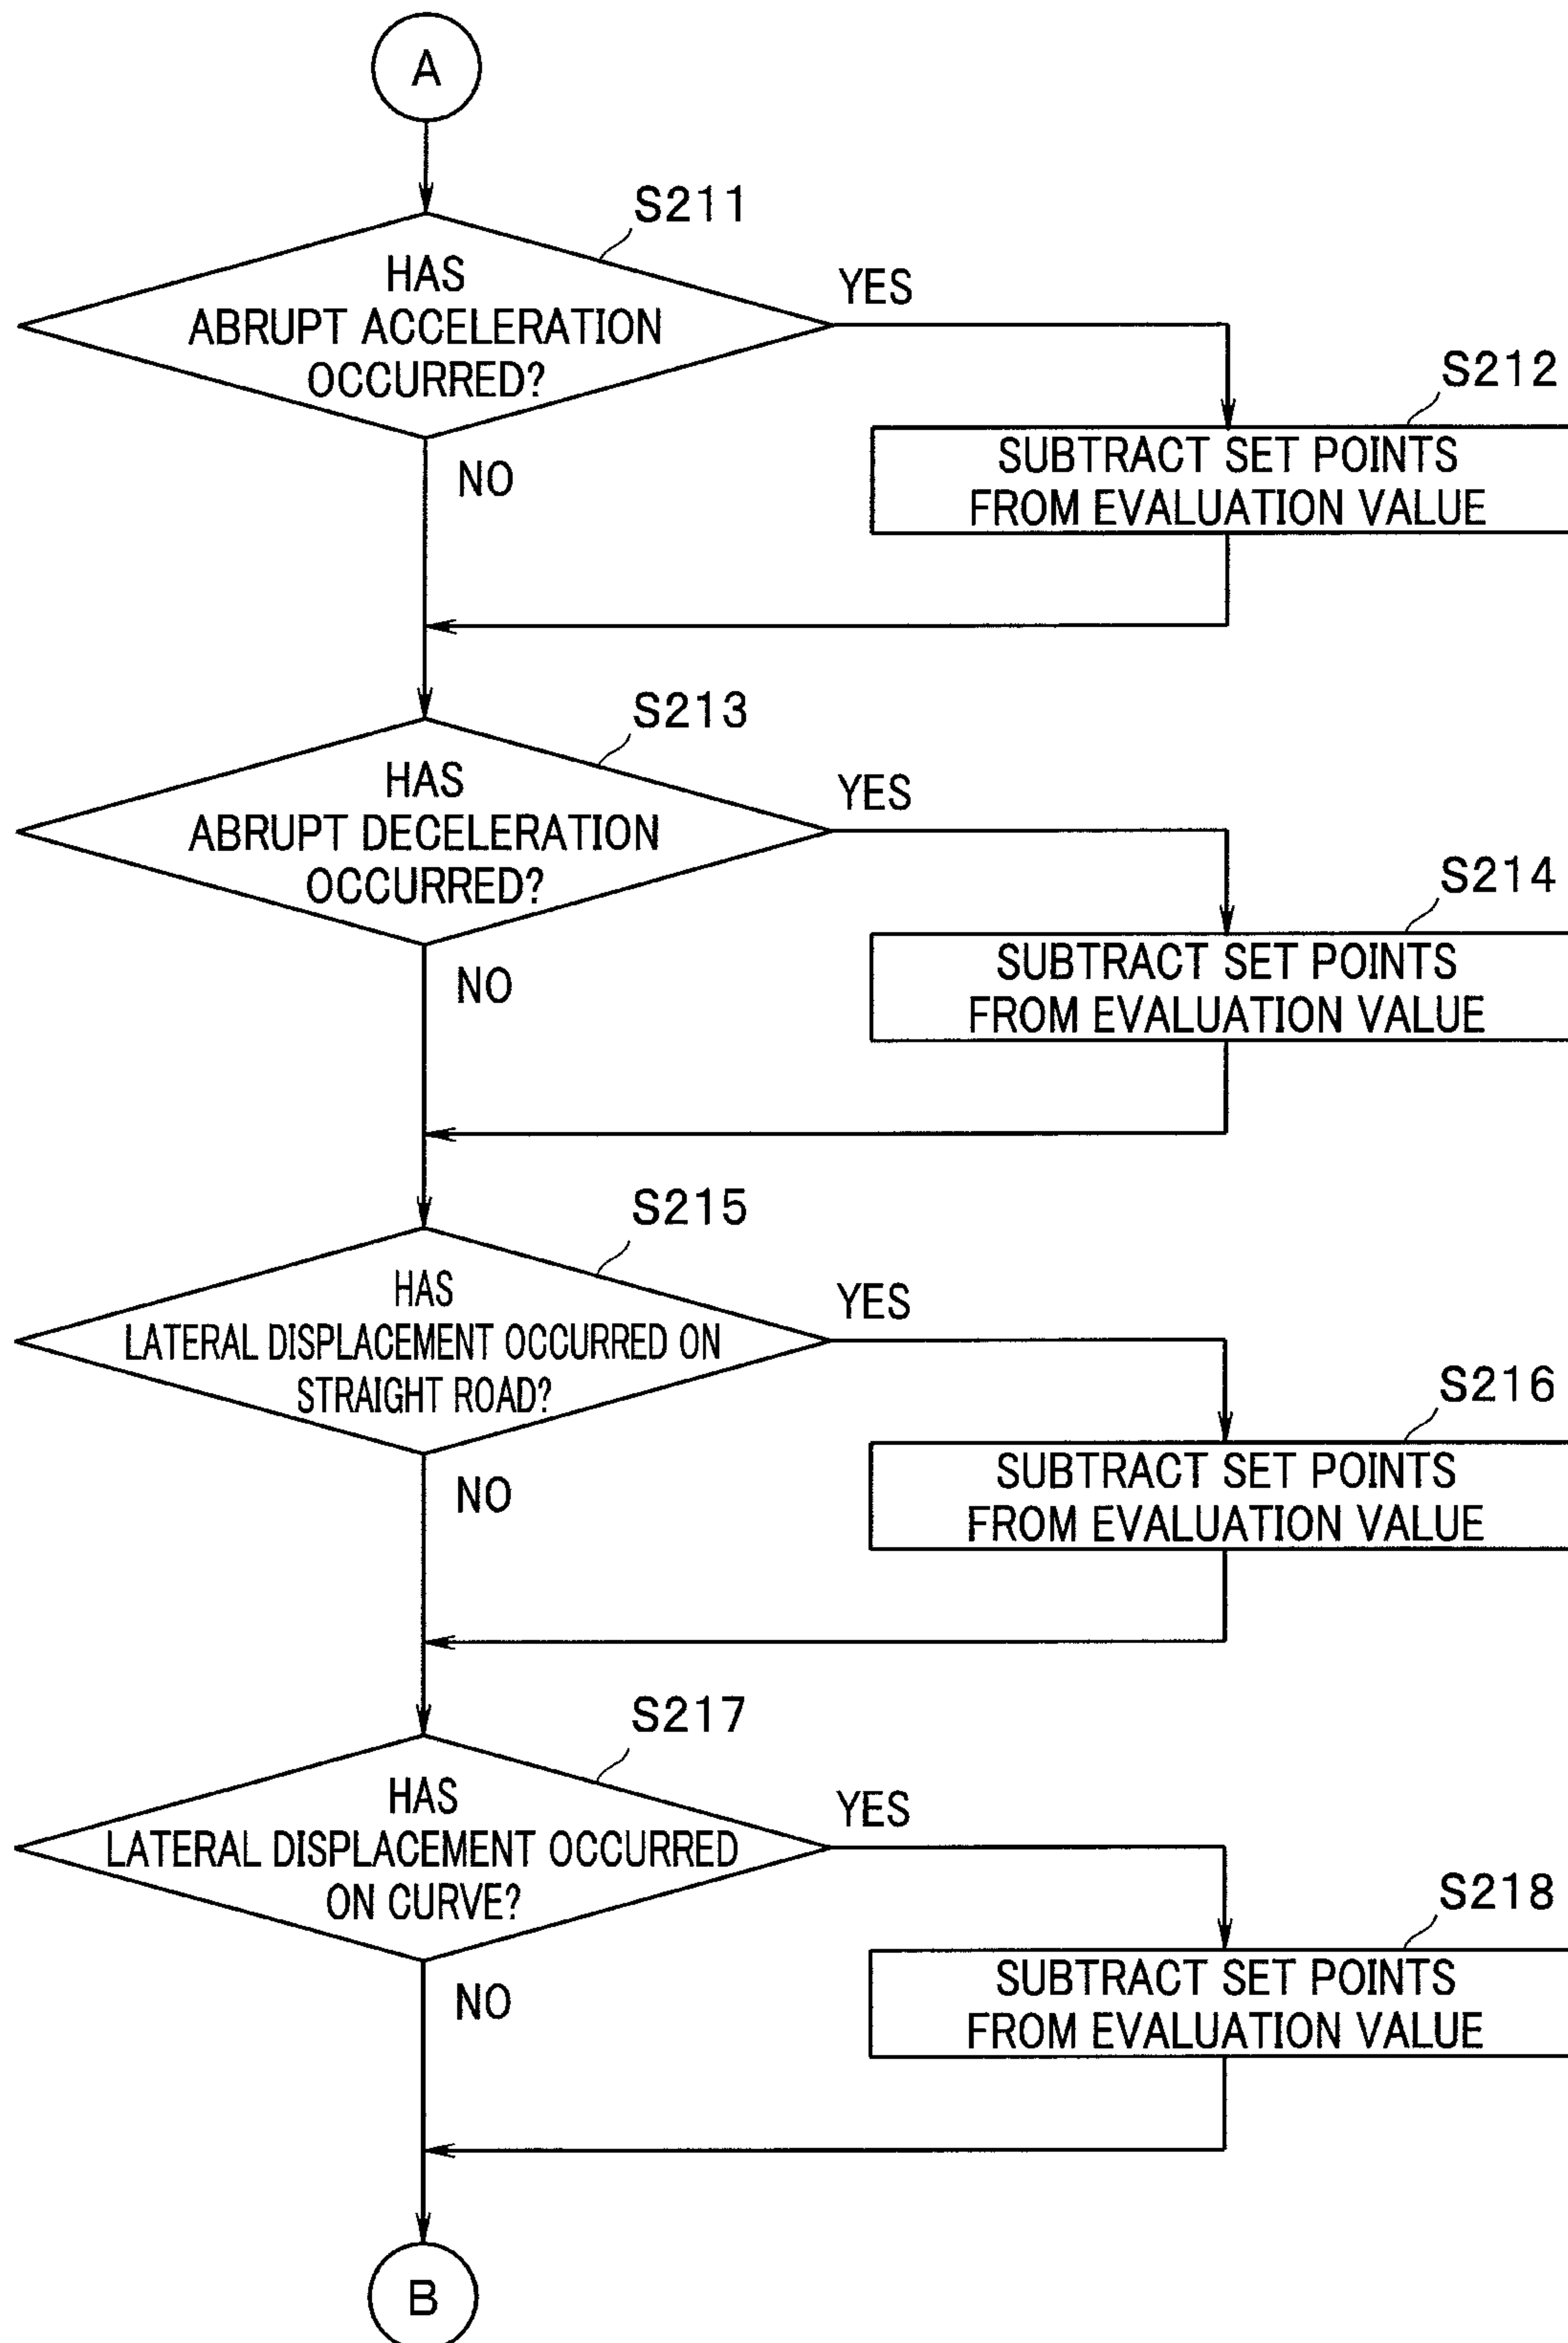 A
S211
HAS
ABRUPT ACCELERATION
OCCURRED?
YES
NO
S212
SUBTRACT SET POINTS
FROM EVALUATION VALUE
S213
HAS
ABRUPT DECELERATION
OCCURRED?
YES
NO
S214
SUBTRACT SET POINTS
FROM EVALUATION VALUE
S215
HAS
LATERAL DISPLACEMENT OCCURRED ON
STRAIGHT ROAD?
YES
NO
S216
SUBTRACT SET POINTS
FROM EVALUATION VALUE
S217
HAS
LATERAL DISPLACEMENT OCCURRED
ON CURVE?
YES
NO
S218
SUBTRACT SET POINTS
FROM EVALUATION VALUE
B